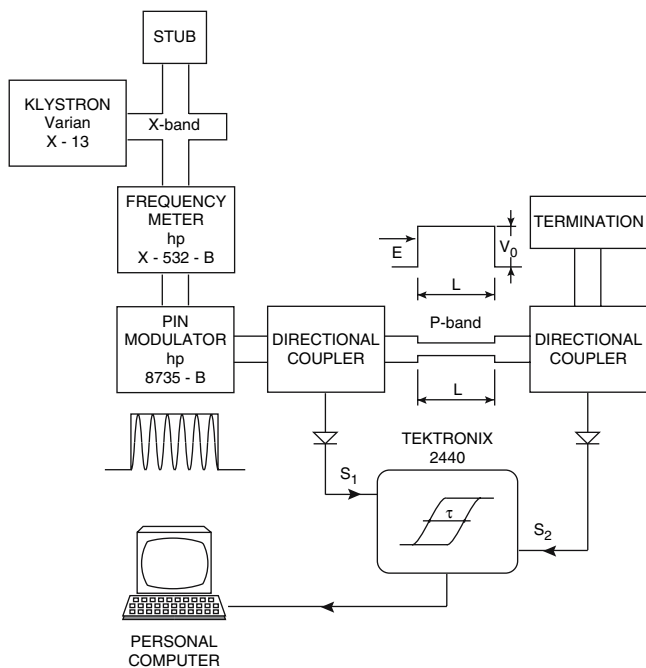 STUB
KLYSTRON
Varian
X - 13
X-band
FREQUENCY
METER
hp
X - 532 - B
E
V0
L
TERMINATION
PIN
MODULATOR
hp
8735 - B
DIRECTIONAL
COUPLER
P-band
L
DIRECTIONAL
COUPLER
TEKTRONIX
2440
S1
τ
S2
PERSONAL
COMPUTER